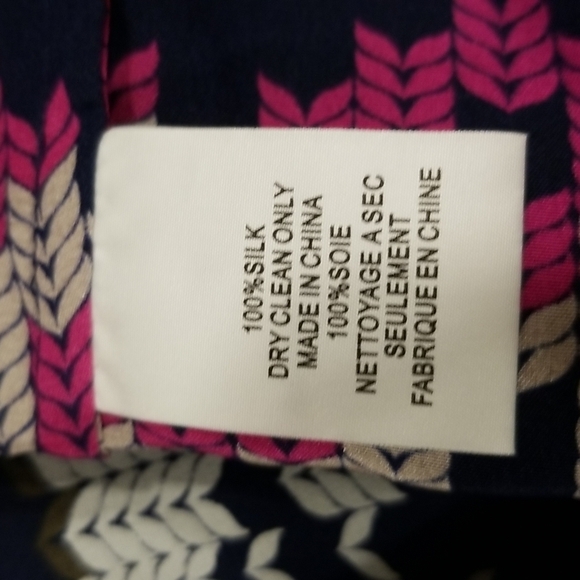 100%SILK
DRY CLEAN ONLY
MADE IN CHINA
100%SOIE
NETTOYAGE A SEC
SEULEMENT
FABRIQUE EN CHINE